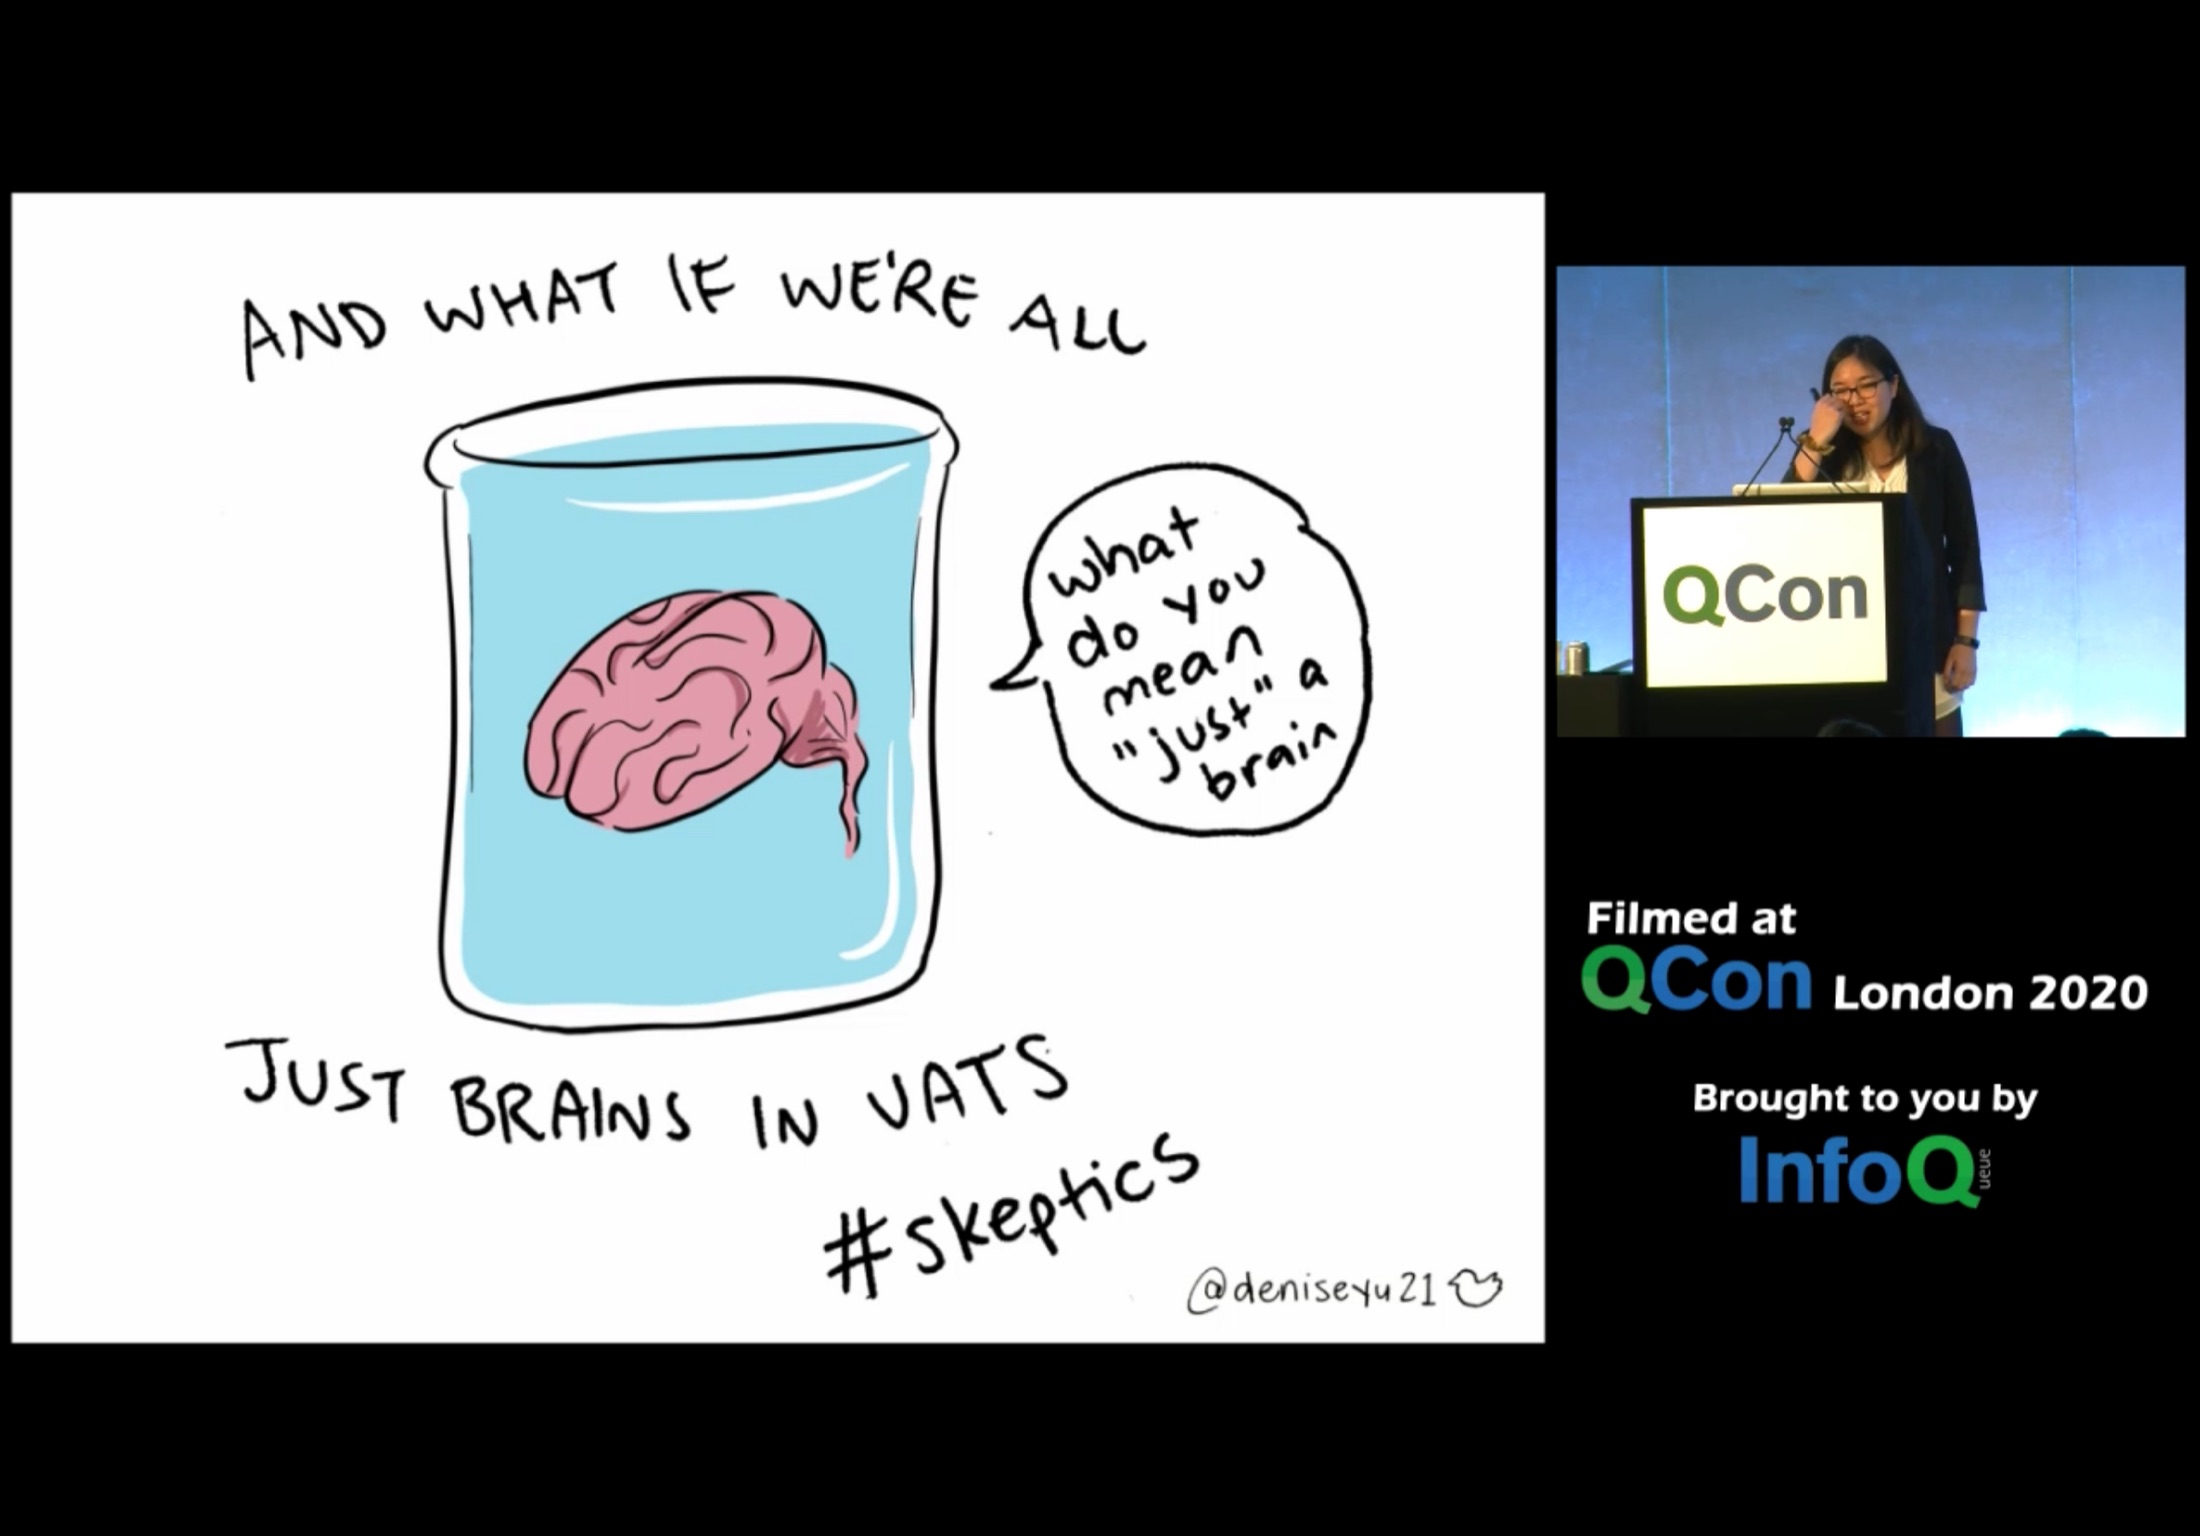 AND WHAT IF WE'RE ALL
what
do you
mean
"just" a
brain
JUST BRAINS IN VATS
#skeptics
@deniseyu21
QCon
Filmed at
QCon London 2020
Brought to you by
InfoQ
ueue